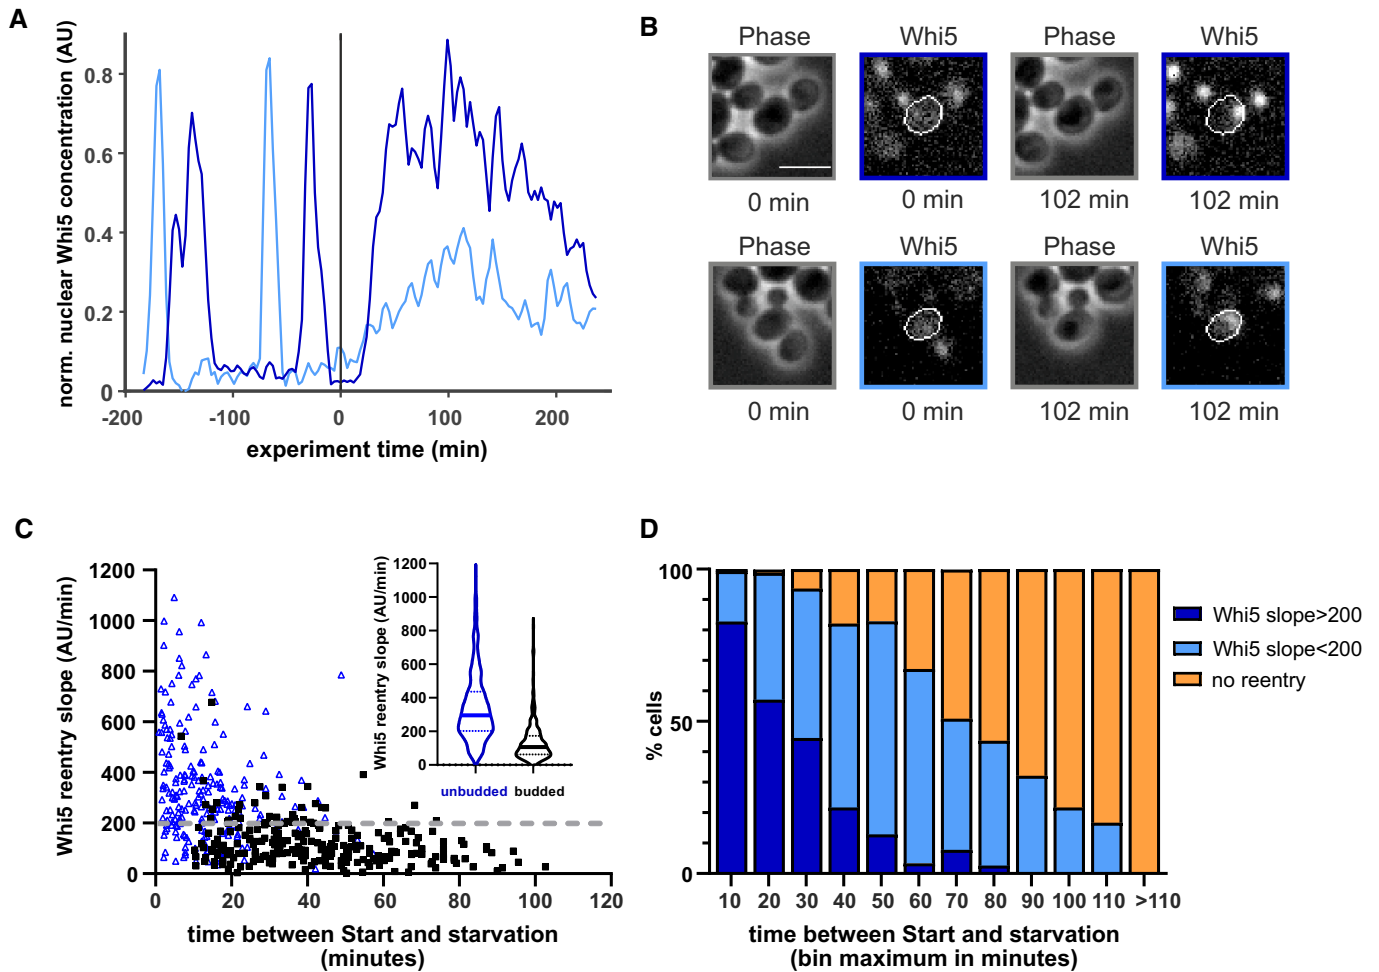 A
norm. nuclear Whi5 concentration (AU)
0.8
0.6
0.4
0.2
0
-200
-100
0
100
200
experiment time (min)
B
Phase
Whi5
Phase
Whi5
0 min
0 min
102 min
102 min
Phase
Whi5
Phase
Whi5
0 min
0 min
102 min
102 min
C
Whi5 reentry slope (AU/min)
1200
1000
800
600
400
200
0
0
20
40
60
80
100
120
time between Start and starvation
(minutes)
Whi5 reentry slope (AU/min)
1200
1000
800
600
400
200
0
unbudded
budded
D
% cells
100
50
0
10
20
30
40
50
60
70
80
90
100
110
>110
time between Start and starvation
(bin maximum in minutes)
Whi5 slope>200
Whi5 slope<200
no reentry